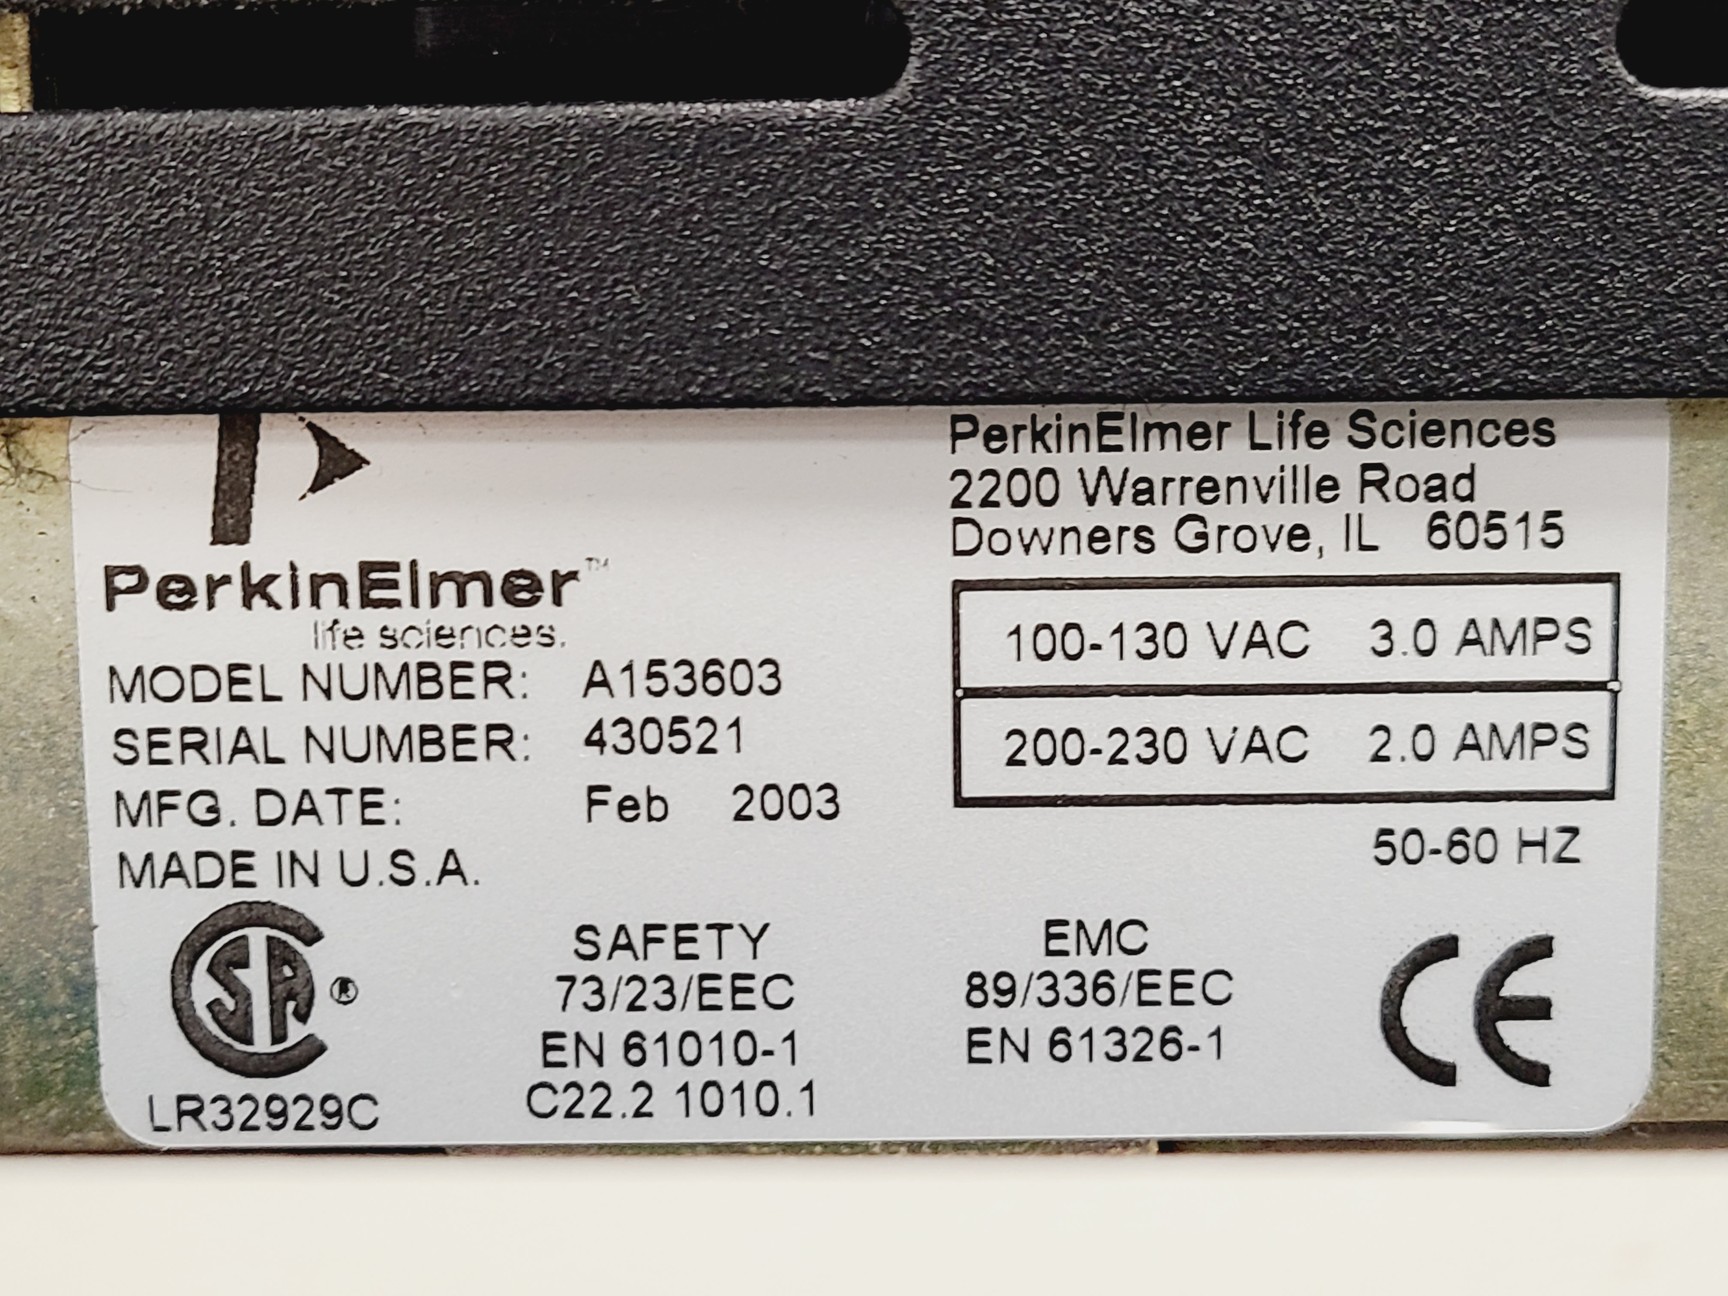 PerkinElmer™
life sciences.
MODEL NUMBER: A153603
SERIAL NUMBER: 430521
MFG. DATE: Feb 2003
MADE IN U.S.A.
PerkinElmer Life Sciences
2200 Warrenville Road
Downers Grove, IL 60515
100-130 VAC 3.0 AMPS
200-230 VAC 2.0 AMPS
50-60 HZ
CSA®
LR32929C
SAFETY
73/23/EEC
EN 61010-1
C22.2 1010.1
EMC
89/336/EEC
EN 61326-1
CE